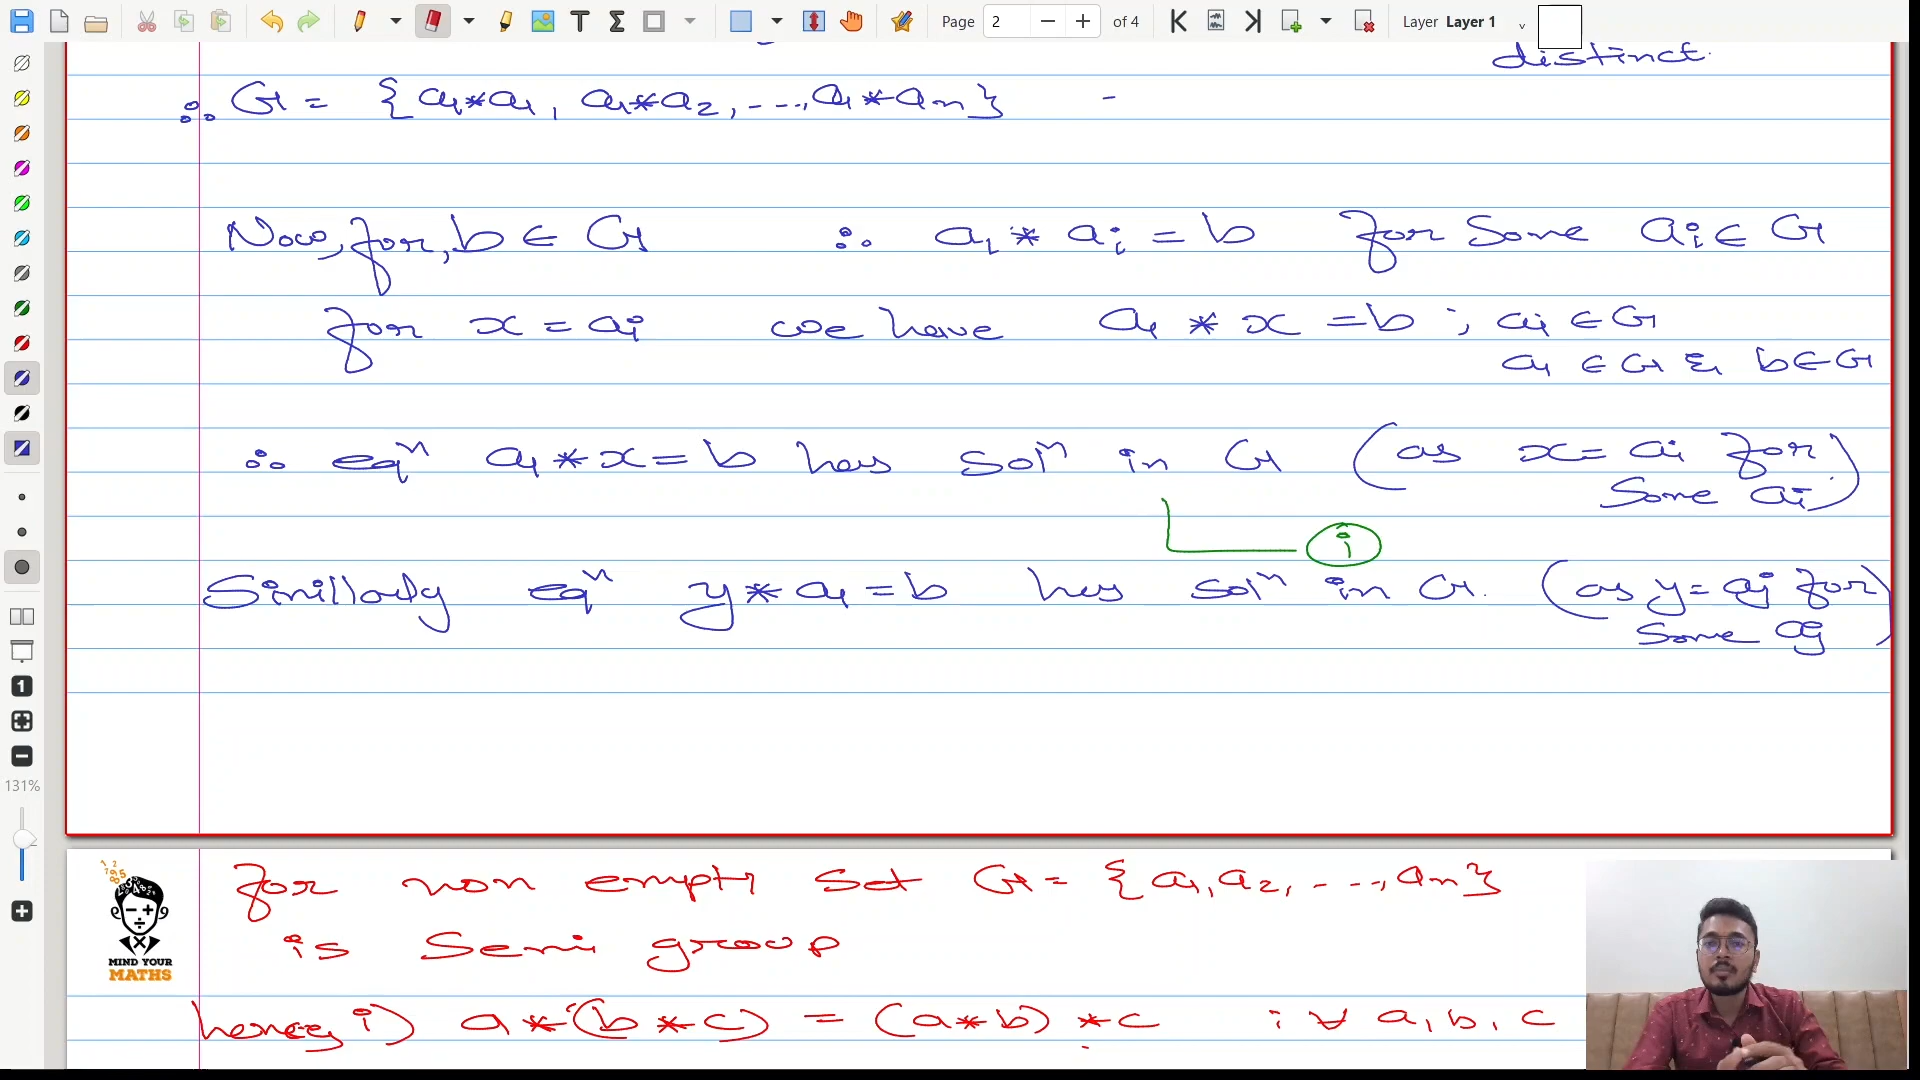 Page 2 of 4 Layer Layer 1
distinct.
∴ G = {a₁*a₁, a₁*a₂, ---, a₁*aₙ} -
Now, for, b ∈ G ∴ a₁ * aᵢ = b for some aᵢ ∈ G
for x = aᵢ we have a₁ * x = b ; aᵢ ∈ G
a₁ ∈ G & b ∈ G
∴ eqⁿ a₁ * x = b has solⁿ in G (as x = aᵢ for
some aᵢ)
i
Similarly eqⁿ y * a₁ = b has solⁿ in G. (as y = aⱼ for
some aⱼ)
131%
for non empty set G = {a₁, a₂, ---, aₙ}
is semi group
MIND YOUR
MATHS
hence i) a * (b * c) = (a * b) * c ; ∀ a, b, c